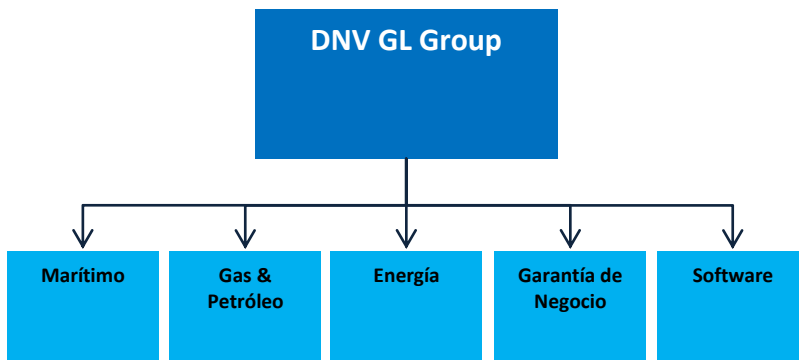 DNV GL Group
Marítimo
Gas &
Petróleo
Energía
Garantía de
Negocio
Software